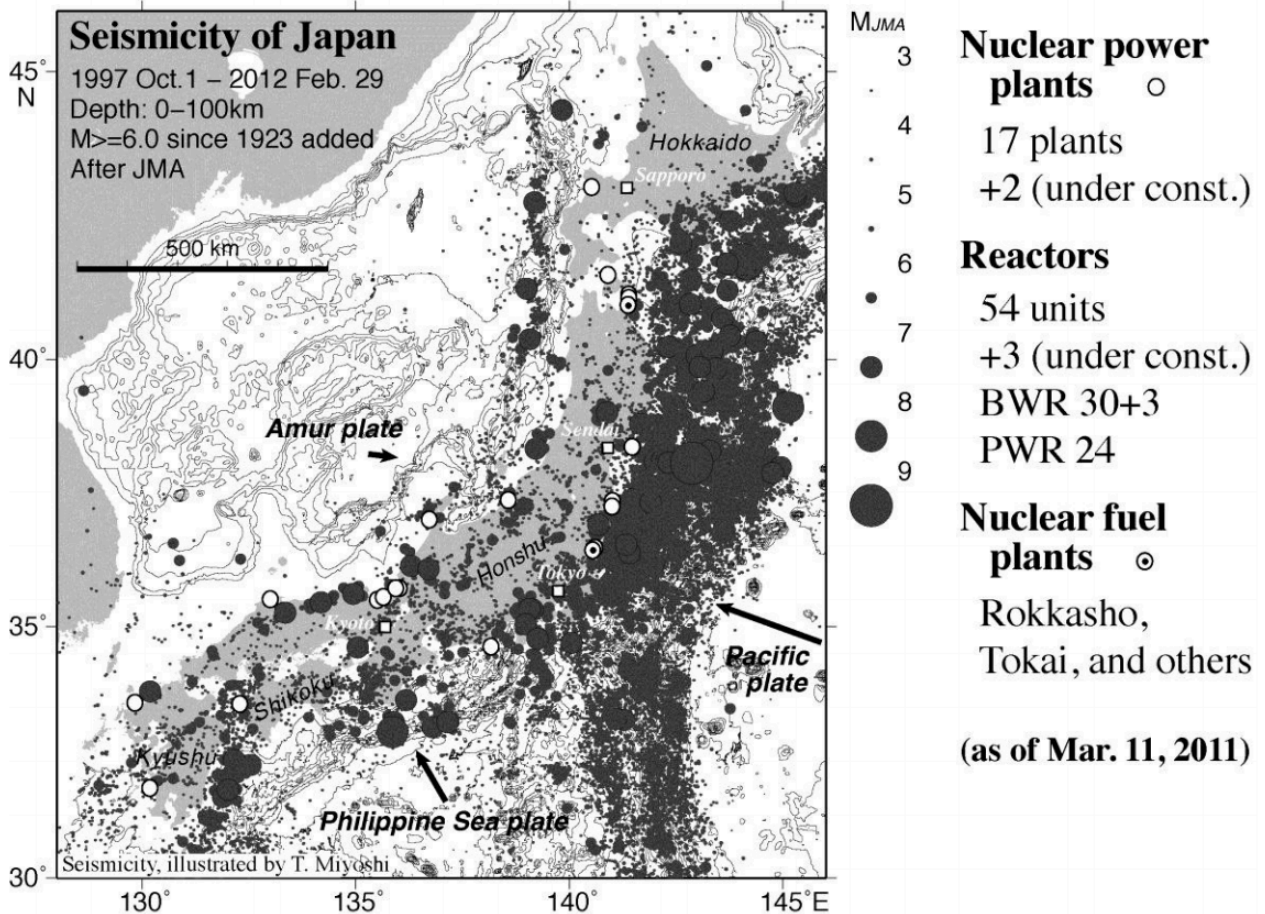 Seismicity of Japan
1997 Oct.1 – 2012 Feb. 29
Depth: 0–100km
M>=6.0 since 1923 added
After JMA
500 km
45°
N
40°
35°
30°
130°
135°
140°
145°E
Hokkaido
Sapporo
Amur plate
Sendai
Honshu
Tokyo
Kyoto
Shikoku
Kyushu
Pacific
plate
Philippine Sea plate
Seismicity, illustrated by T. Miyoshi
MJMA
3
4
5
6
7
8
9
Nuclear power
plants
17 plants
+2 (under const.)
Reactors
54 units
+3 (under const.)
BWR 30+3
PWR 24
Nuclear fuel
plants
Rokkasho,
Tokai, and others
(as of Mar. 11, 2011)